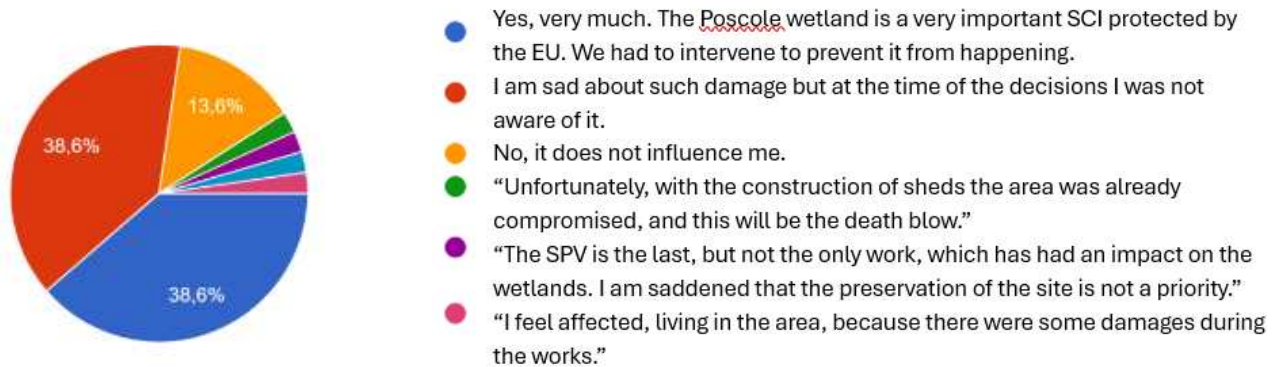 Yes, very much. The Poscole wetland is a very important SCI protected by
the EU. We had to intervene to prevent it from happening.
I am sad about such damage but at the time of the decisions I was not
aware of it.
No, it does not influence me.
“Unfortunately, with the construction of sheds the area was already
compromised, and this will be the death blow.”
“The SPV is the last, but not the only work, which has had an impact on the
wetlands. I am saddened that the preservation of the site is not a priority.”
“I feel affected, living in the area, because there were some damages during
the works.”
13,6%
38,6%
38,6%